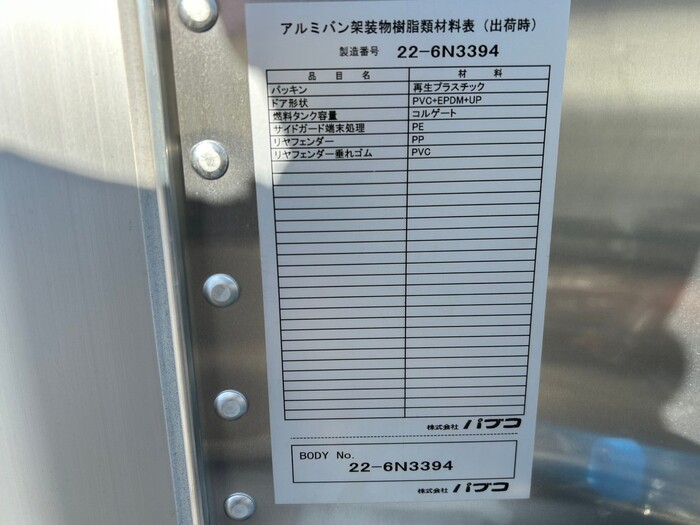 アルミバン架装物樹脂類材料表（出荷時）
製造番号 22-6N3394
品目名 材料
パッキン 再生プラスチック
ドア形状 PVC+EPDM+UP
燃料タンク容量 コルゲート
サイドガード端末処理 PE
リヤフェンダー PP
リヤフェンダー垂れゴム PVC
株式会社 パブコ
BODY No.
22-6N3394
株式会社 パブコ